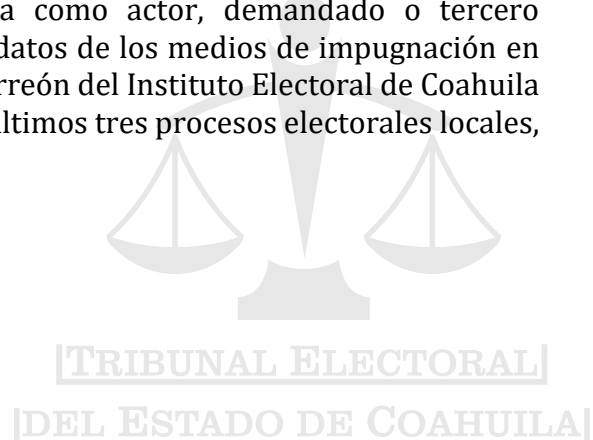 a como actor, demandado o tercero
datos de los medios de impugnación en
rreón del Instituto Electoral de Coahuila
ltimos tres procesos electorales locales,
TRIBUNAL ELECTORAL
DEL ESTADO DE COAHUILA